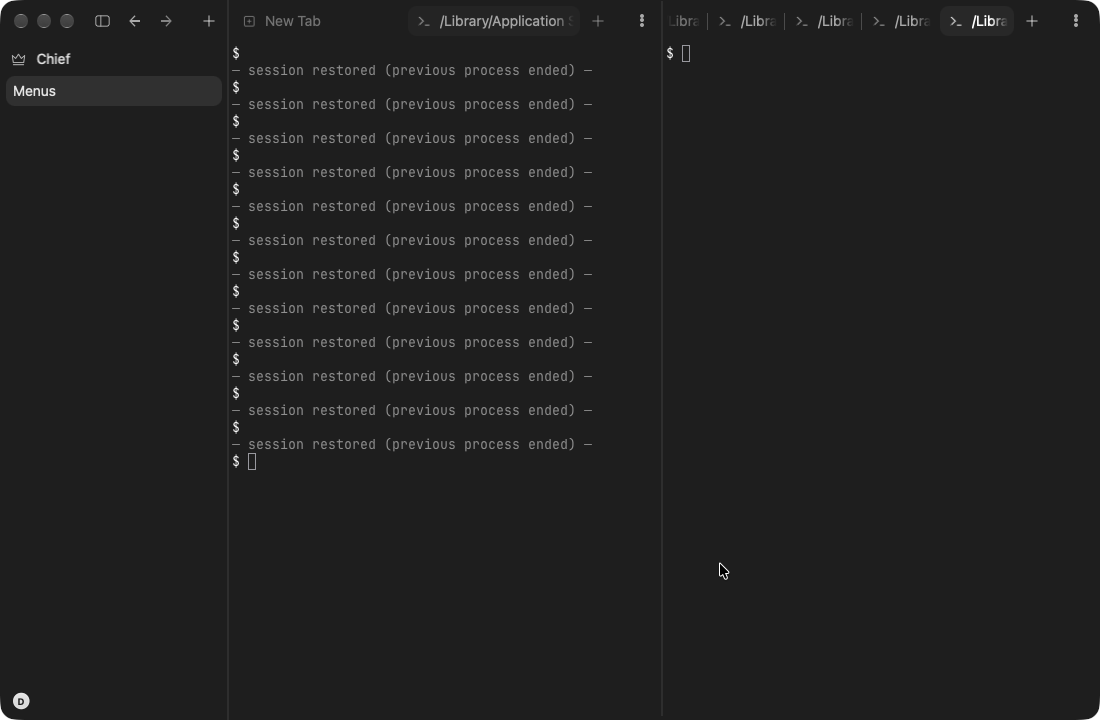 New Tab
/Library/Application
Libra
/Libra
/Libra
/Libra
/Libra
Chief
Menus
$
— session restored (previous process ended) —
$
— session restored (previous process ended) —
$
— session restored (previous process ended) —
$
— session restored (previous process ended) —
$
— session restored (previous process ended) —
$
— session restored (previous process ended) —
$
— session restored (previous process ended) —
$
— session restored (previous process ended) —
$
— session restored (previous process ended) —
$
— session restored (previous process ended) —
$
— session restored (previous process ended) —
$
— session restored (previous process ended) —
$
$
D